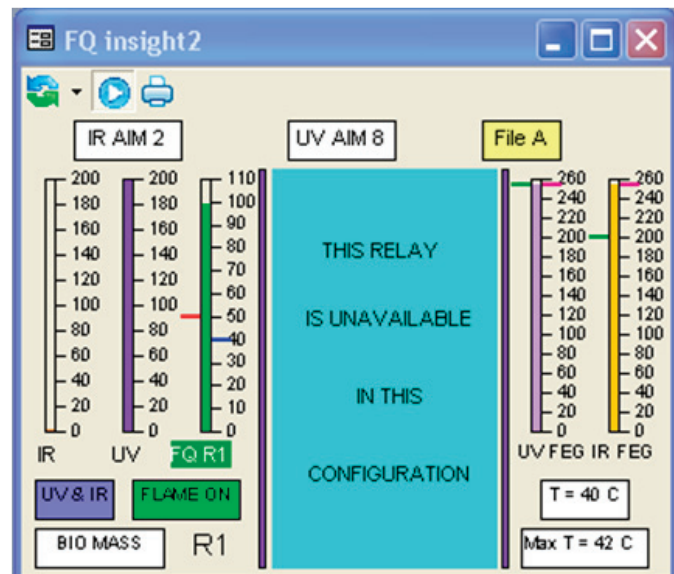 FQ insight2
IR AIM 2 UV AIM 8 File A
200 200 110 260 260
180 180 100 240 240
160 160 90 220 220
140 140 80 200 200
120 120 70 180 180
100 100 60 160 160
80 80 50 140 140
60 60 40 120 120
40 40 30 100 100
20 20 20 80 80
0 0 10 60 60
0 40 40
20 20
0 0
THIS RELAY
IS UNAVAILABLE
IN THIS
CONFIGURATION
IR UV FQ R1 UV FEG IR FEG
UV & IR FLAME ON T = 40 C
BIO MASS R1 Max T = 42 C